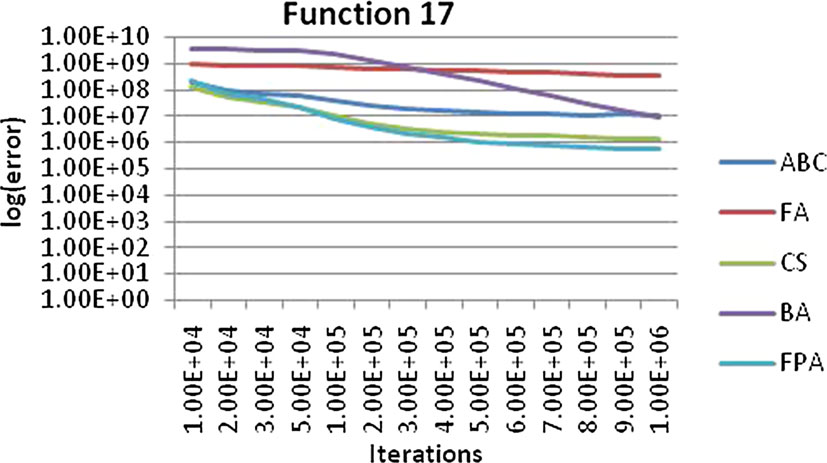 Function 17
log(error)
1.00E+10
1.00E+09
1.00E+08
1.00E+07
1.00E+06
1.00E+05
1.00E+04
1.00E+03
1.00E+02
1.00E+01
1.00E+00
1.00E+04
2.00E+04
3.00E+04
5.00E+04
1.00E+05
2.00E+05
3.00E+05
4.00E+05
5.00E+05
6.00E+05
7.00E+05
8.00E+05
9.00E+05
1.00E+06
Iterations
ABC
FA
CS
BA
FPA